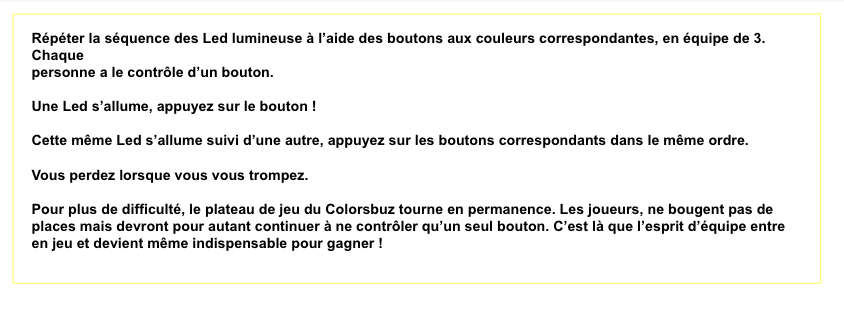 Répéter la séquence des Led lumineuse à l’aide des boutons aux couleurs correspondantes, en équipe de 3.
Chaque
personne a le contrôle d’un bouton.
Une Led s’allume, appuyez sur le bouton !
Cette même Led s’allume suivi d’une autre, appuyez sur les boutons correspondants dans le même ordre.
Vous perdez lorsque vous vous trompez.
Pour plus de difficulté, le plateau de jeu du Colorsbuz tourne en permanence. Les joueurs, ne bougent pas de
places mais devront pour autant continuer à ne contrôler qu’un seul bouton. C’est là que l’esprit d’équipe entre
en jeu et devient même indispensable pour gagner !